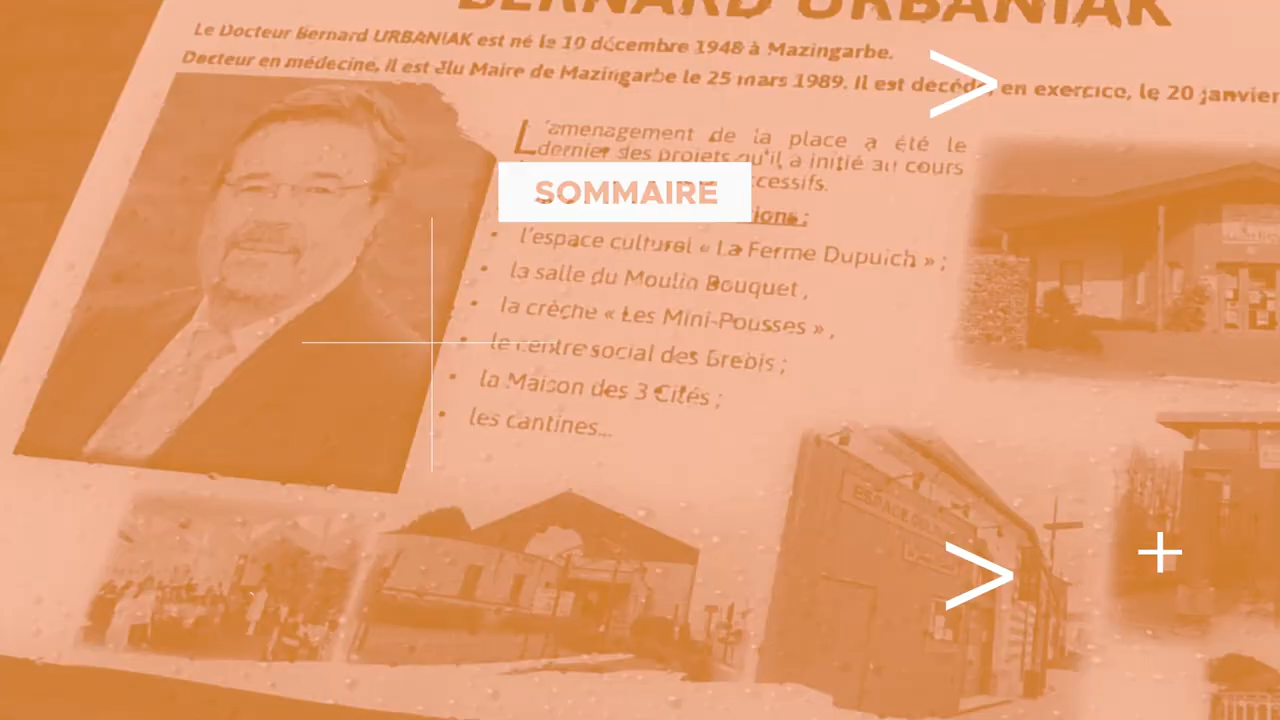 BERNARD URBANIAK
Le Docteur Bernard URBANIAK est né le 10 décembre 1948 à Mazingarbe.
Docteur en médecine, il est élu Maire de Mazingarbe le 25 mars 1989. Il est décédé, en exercice, le 20 janvier
L'amenagement de la place a été le
dernier des projets qu'il a initié au cours
SOMMAIRE
l'espace culturel « La Ferme Dupuich » ;
la salle du Moulin Bouquet,
la crèche « Les Mini-Pousses »,
le centre social des Brebis ;
la Maison des 3 Cités ;
les cantines...